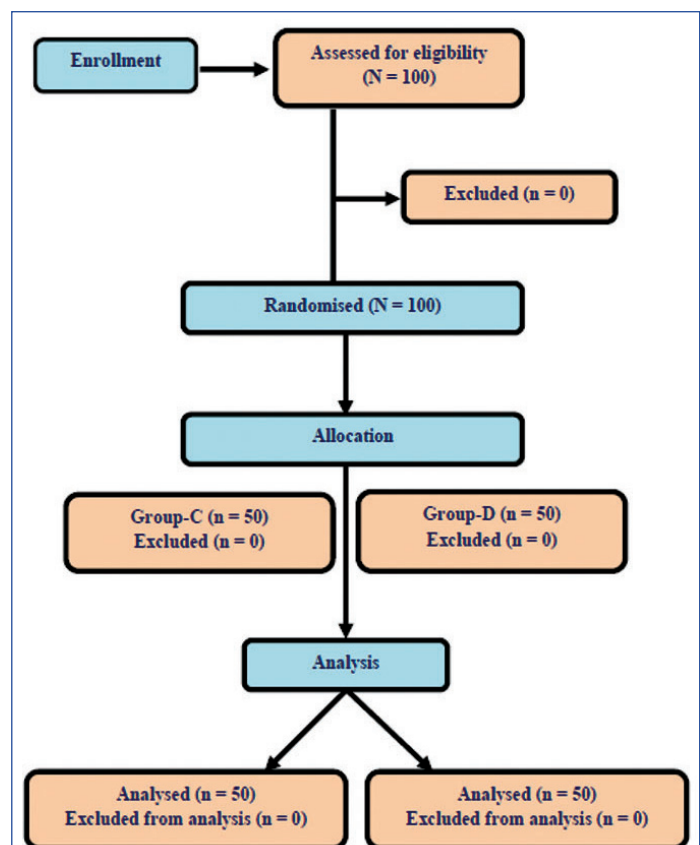 Enrollment
Assessed for eligibility
(N = 100)
Excluded (n = 0)
Randomised (N = 100)
Allocation
Group-C (n = 50)
Excluded (n = 0)
Group-D (n = 50)
Excluded (n = 0)
Analysis
Analysed (n = 50)
Excluded from analysis (n = 0)
Analysed (n = 50)
Excluded from analysis (n = 0)